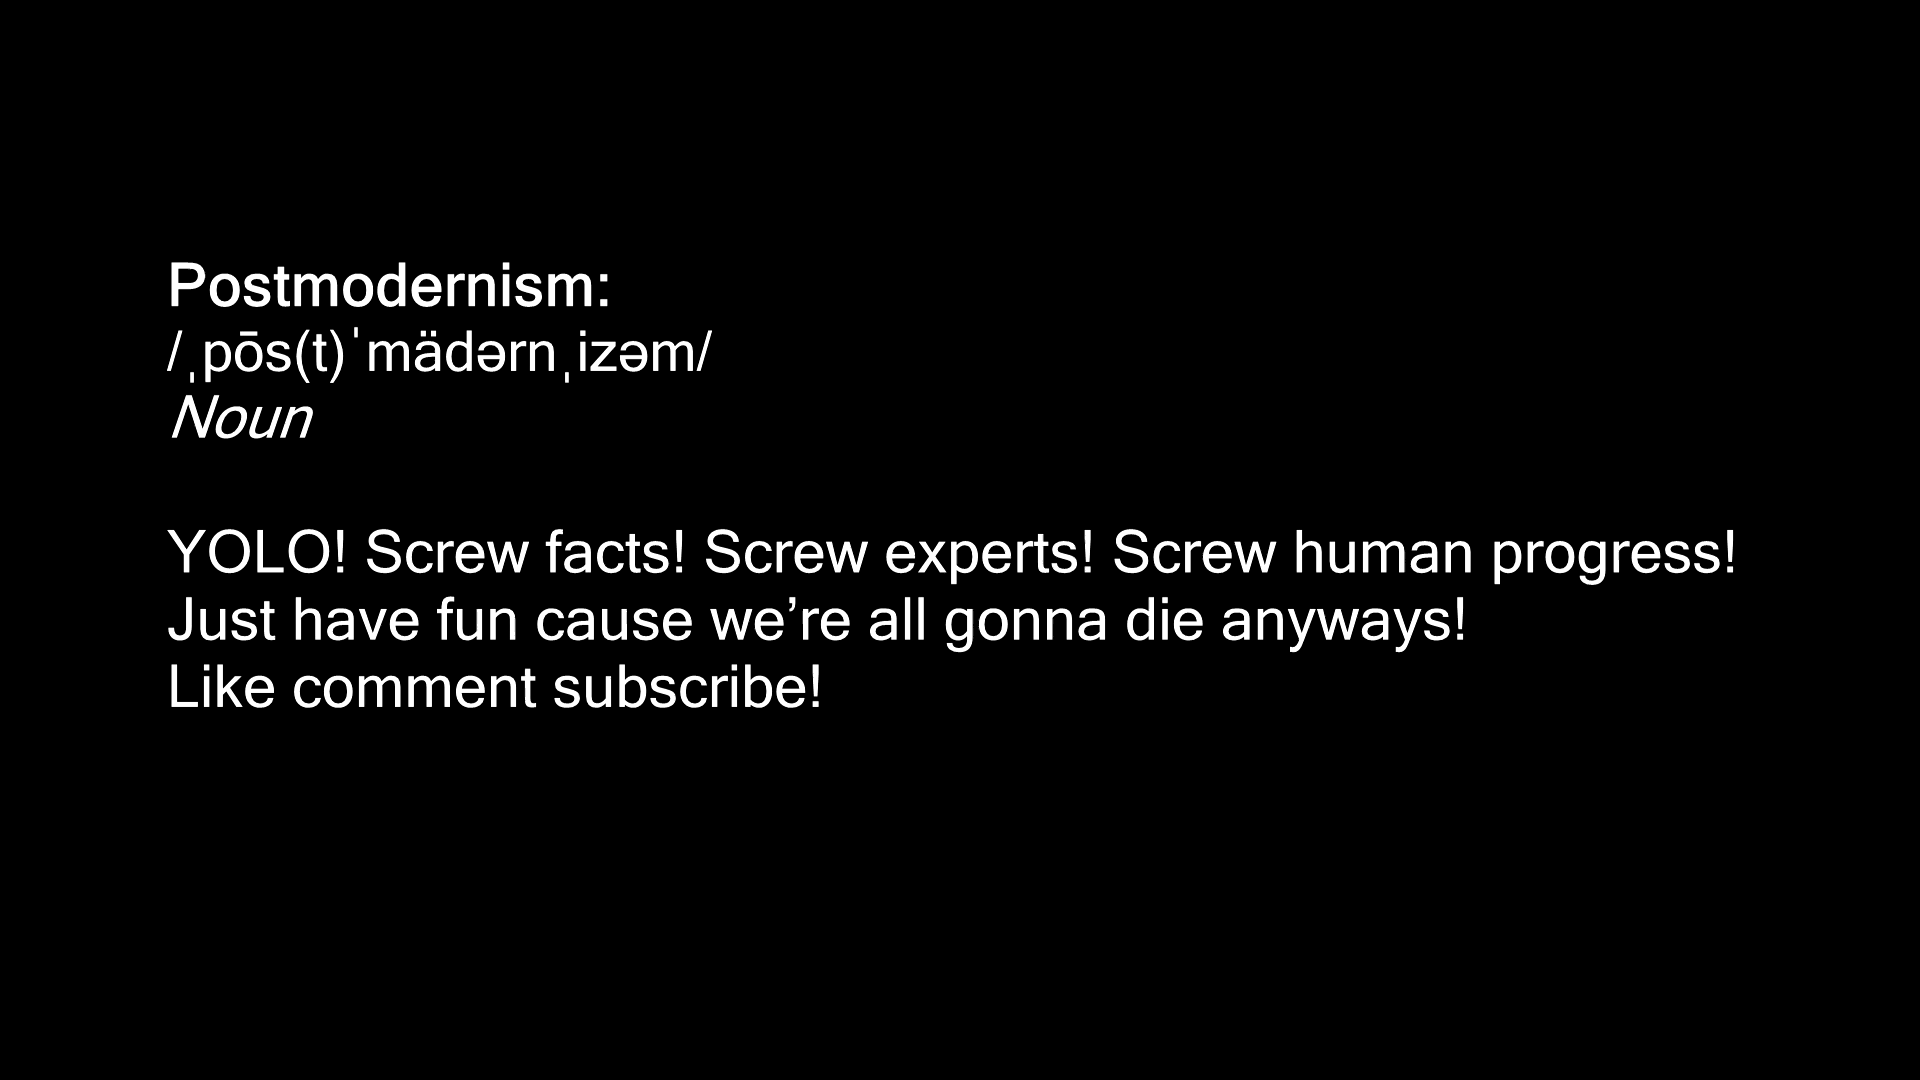 Postmodernism:
/ˌpōs(t)ˈmädərnˌizəm/
Noun
YOLO! Screw facts! Screw experts! Screw human progress!
Just have fun cause we’re all gonna die anyways!
Like comment subscribe!